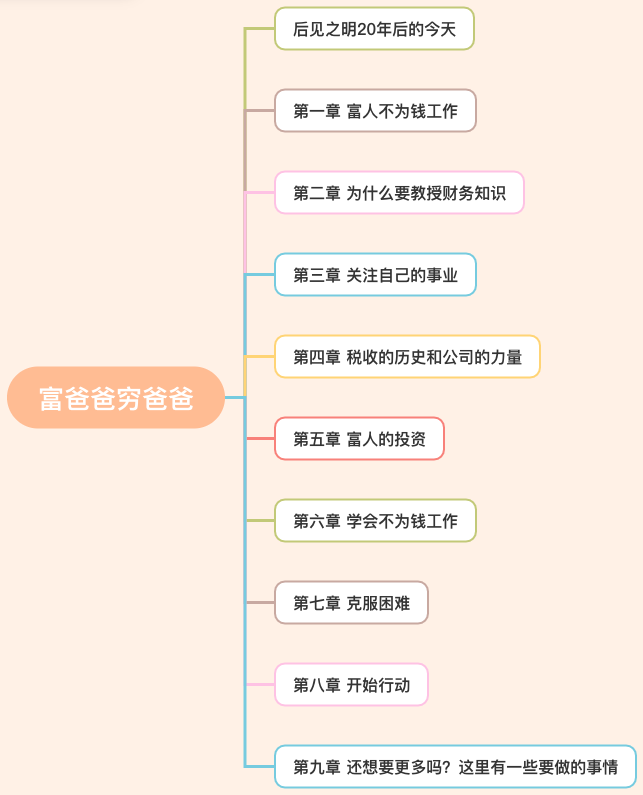 富爸爸穷爸爸
后见之明20年后的今天
第一章 富人不为钱工作
第二章 为什么要教授财务知识
第三章 关注自己的事业
第四章 税收的历史和公司的力量
第五章 富人的投资
第六章 学会不为钱工作
第七章 克服困难
第八章 开始行动
第九章 还想要更多吗？这里有一些要做的事情